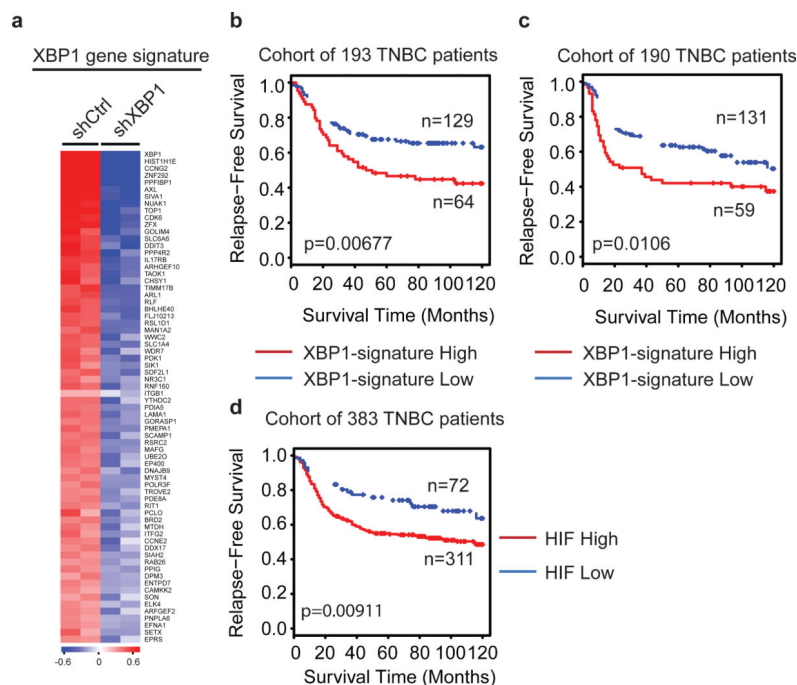 a
XBP1 gene signature
shCtrl
shXBP1
XBP1
HIST1H1E
CCNG2
ZNF292
PPFIBP1
AXL
SIVA1
NUAK1
TOP1
CDK6
ZFX
GOLIM4
SLC6A6
DDIT3
PPP4R2
IL17RB
ARHGEF10
TAOK1
CHSY1
TIMM17B
ARL1
RLF
BHLHE40
FLJ10213
RSL1D1
MAN1A2
WWC2
SLC1A4
WDR7
PDK1
SIK1
SDF2L1
NR3C1
RNF160
ITGB1
YTHDC2
PDIA5
LAMA1
GORASP1
PMEPA1
SCAMP1
RSRC2
MAFG
UBE2O
EP400
DNAJB9
MYST4
POLR3F
TROVE2
PDE8A
RIT1
PCLO
BRD2
MTDH
ITFG2
CCNE2
DDX17
SIAH2
RAB26
PPIG
DPM3
ENTPD7
CAMKK2
SON
ELK4
ARFGEF2
PNPLA6
EFNA1
SETX
EPRS
-0.6 0 0.6
b
Cohort of 193 TNBC patients
Relapse-Free Survival
1.0
0.8
0.6
0.4
0.2
0.0
n=129
n=64
p=0.00677
0 20 40 60 80 100 120
Survival Time (Months)
XBP1-signature High
XBP1-signature Low
c
Cohort of 190 TNBC patients
Relapse-Free Survival
1.0
0.8
0.6
0.4
0.2
0.0
n=131
n=59
p=0.0106
0 20 40 60 80 100 120
Survival Time (Months)
XBP1-signature High
XBP1-signature Low
d
Cohort of 383 TNBC patients
Relapse-Free Survival
1.0
0.8
0.6
0.4
0.2
0.0
n=72
n=311
p=0.00911
0 20 40 60 80 100 120
Survival Time (Months)
HIF High
HIF Low